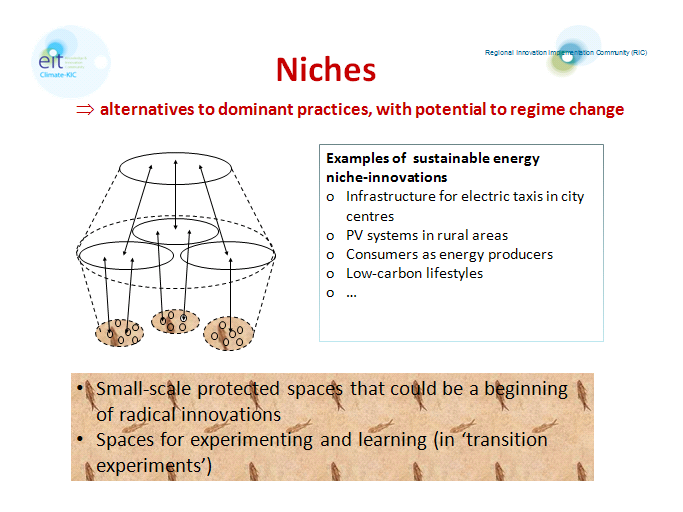 eit
Climate-KIC
Regional Innovation Implementation Community (RIC)
Niches
⇒ alternatives to dominant practices, with potential to regime change
Examples of sustainable energy
niche-innovations
o Infrastructure for electric taxis in city
centres
o PV systems in rural areas
o Consumers as energy producers
o Low-carbon lifestyles
o ...
• Small-scale protected spaces that could be a beginning
of radical innovations
• Spaces for experimenting and learning (in ‘transition
experiments’)